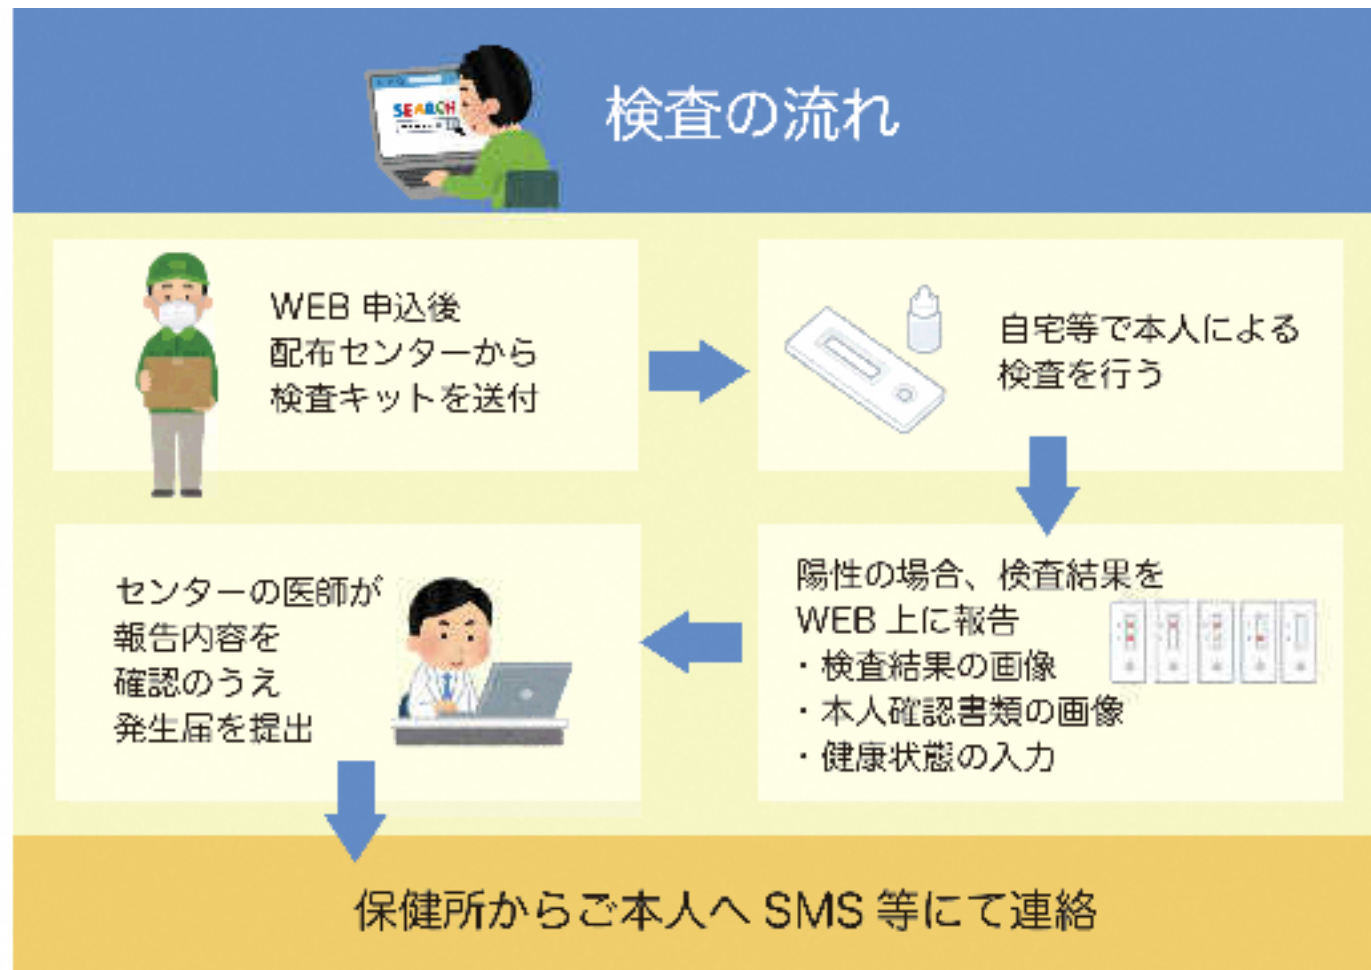 SEARCH
検査の流れ
WEB 申込後
配布センターから
検査キットを送付
自宅等で本人による
検査を行う
陽性の場合、検査結果を
WEB 上に報告
・検査結果の画像
・本人確認書類の画像
・健康状態の入力
センターの医師が
報告内容を
確認のうえ
発生届を提出
保健所からご本人へ SMS 等にて連絡